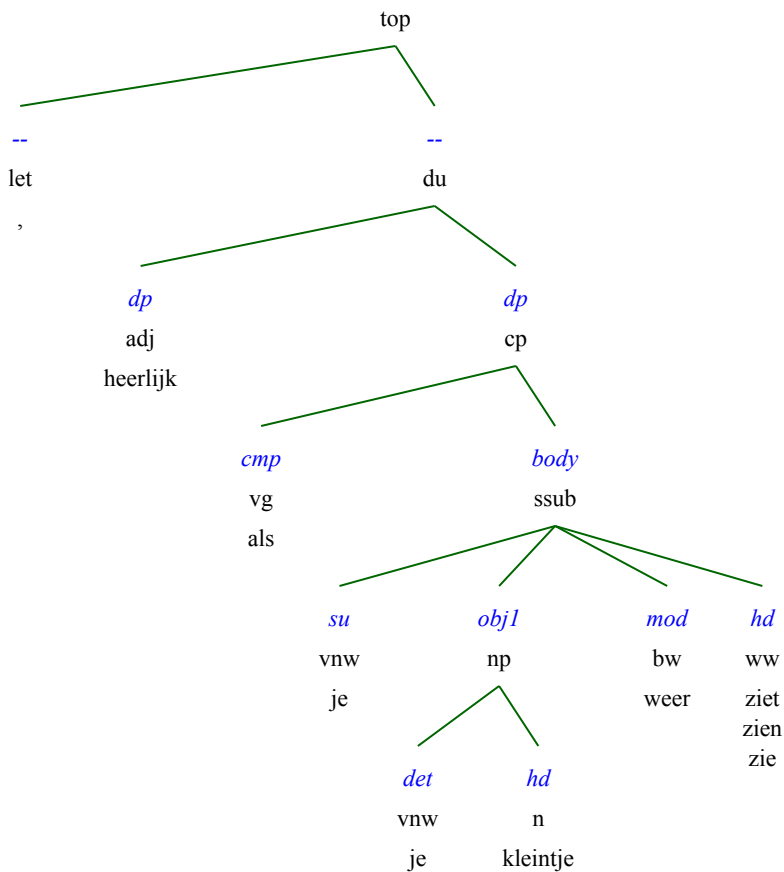 top
-- --
let du
,
dp dp
adj cp
heerlijk
cmp body
vg ssub
als
su obj1 mod hd
vnw np bw ww
je weer ziet
zien
zie
det hd
vnw n
je kleintje